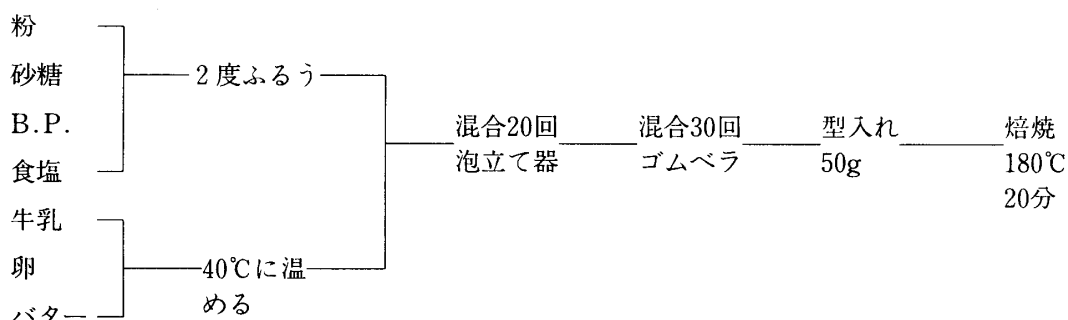 粉
砂糖
2度ふるう
B.P.
食塩
混合20回
泡立て器
混合30回
ゴムベラ
型入れ
50g
焙焼
180℃
20分
牛乳
卵
40℃に温
める
バター